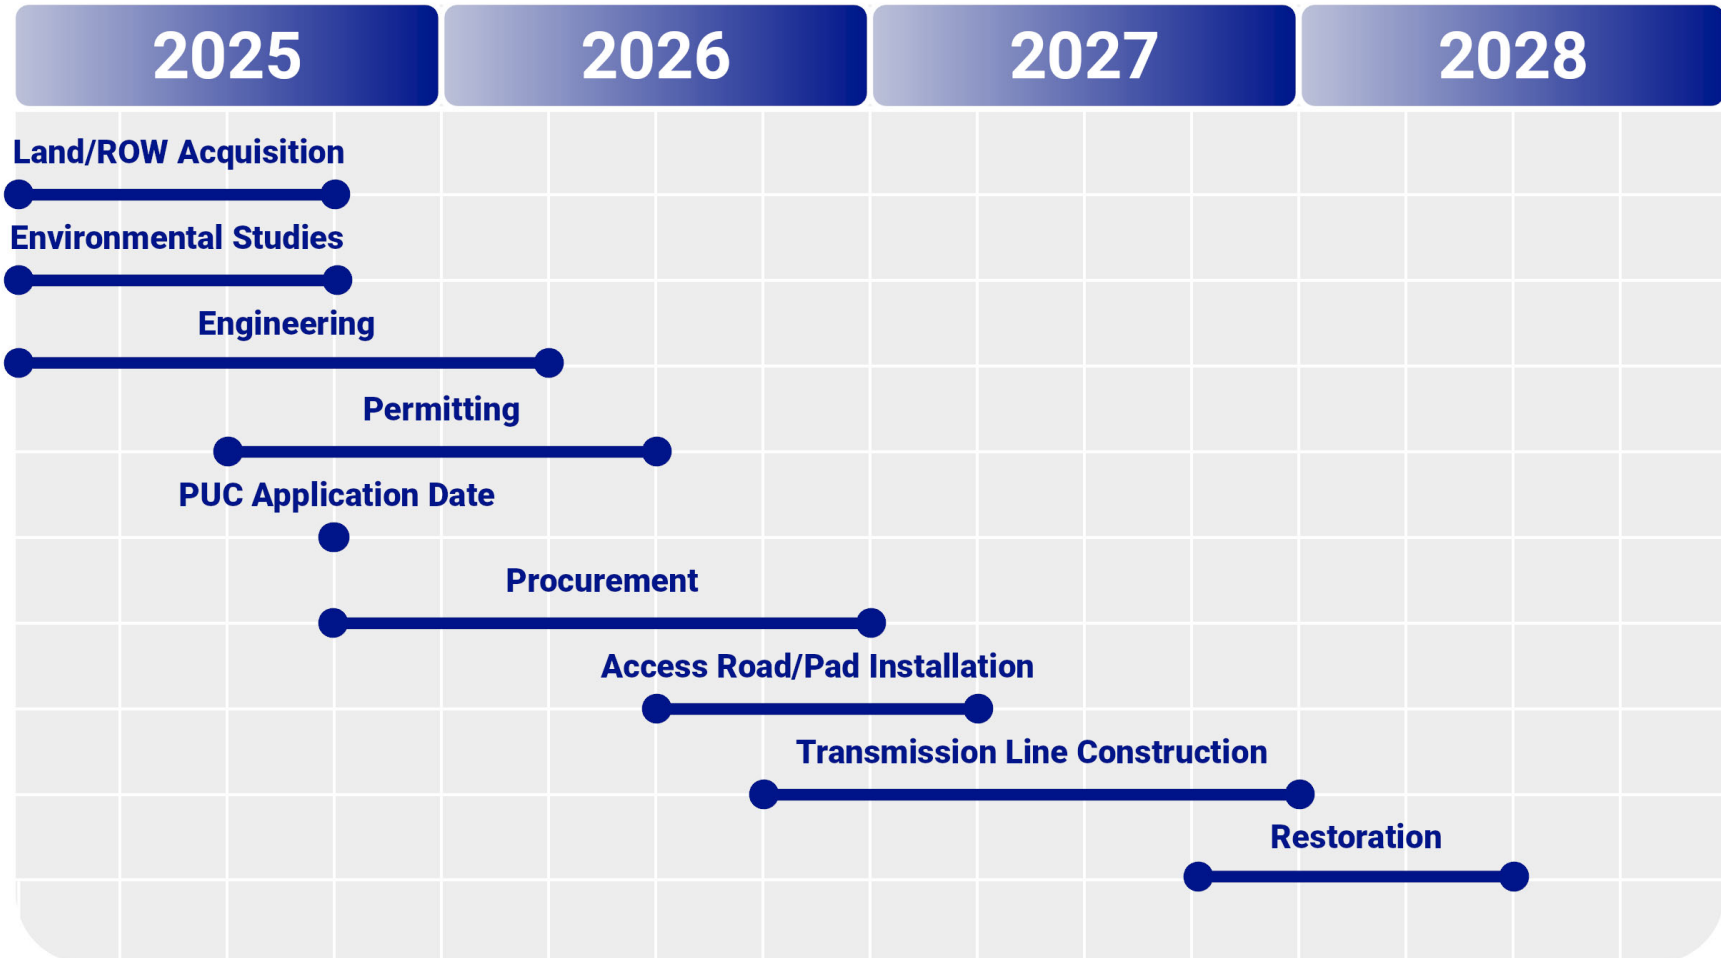 2025 2026 2027 2028
Land/ROW Acquisition
Environmental Studies
Engineering
Permitting
PUC Application Date
Procurement
Access Road/Pad Installation
Transmission Line Construction
Restoration